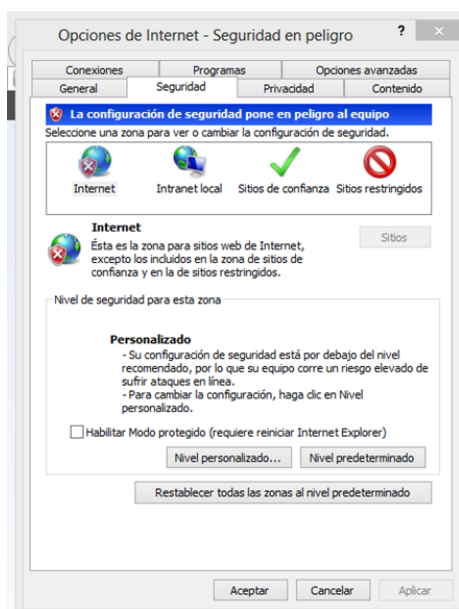 Opciones de Internet - Seguridad en peligro
?
Conexiones Programas Opciones avanzadas
General Seguridad Privacidad Contenido
La configuración de seguridad pone en peligro al equipo
Seleccione una zona para ver o cambiar la configuración de seguridad.
Internet Intranet local Sitios de confianza Sitios restringidos
Internet
Sitios
Ésta es la zona para sitios web de Internet,
excepto los incluidos en la zona de sitios de
confianza y en la de sitios restringidos.
Nivel de seguridad para esta zona
Personalizado
- Su configuración de seguridad está por debajo del nivel
recomendado, por lo que su equipo corre un riesgo elevado de
sufrir ataques en línea.
- Para cambiar la configuración, haga clic en Nivel
personalizado.
Habilitar Modo protegido (requiere reiniciar Internet Explorer)
Nivel personalizado... Nivel predeterminado
Restablecer todas las zonas al nivel predeterminado
Aceptar Cancelar Aplicar